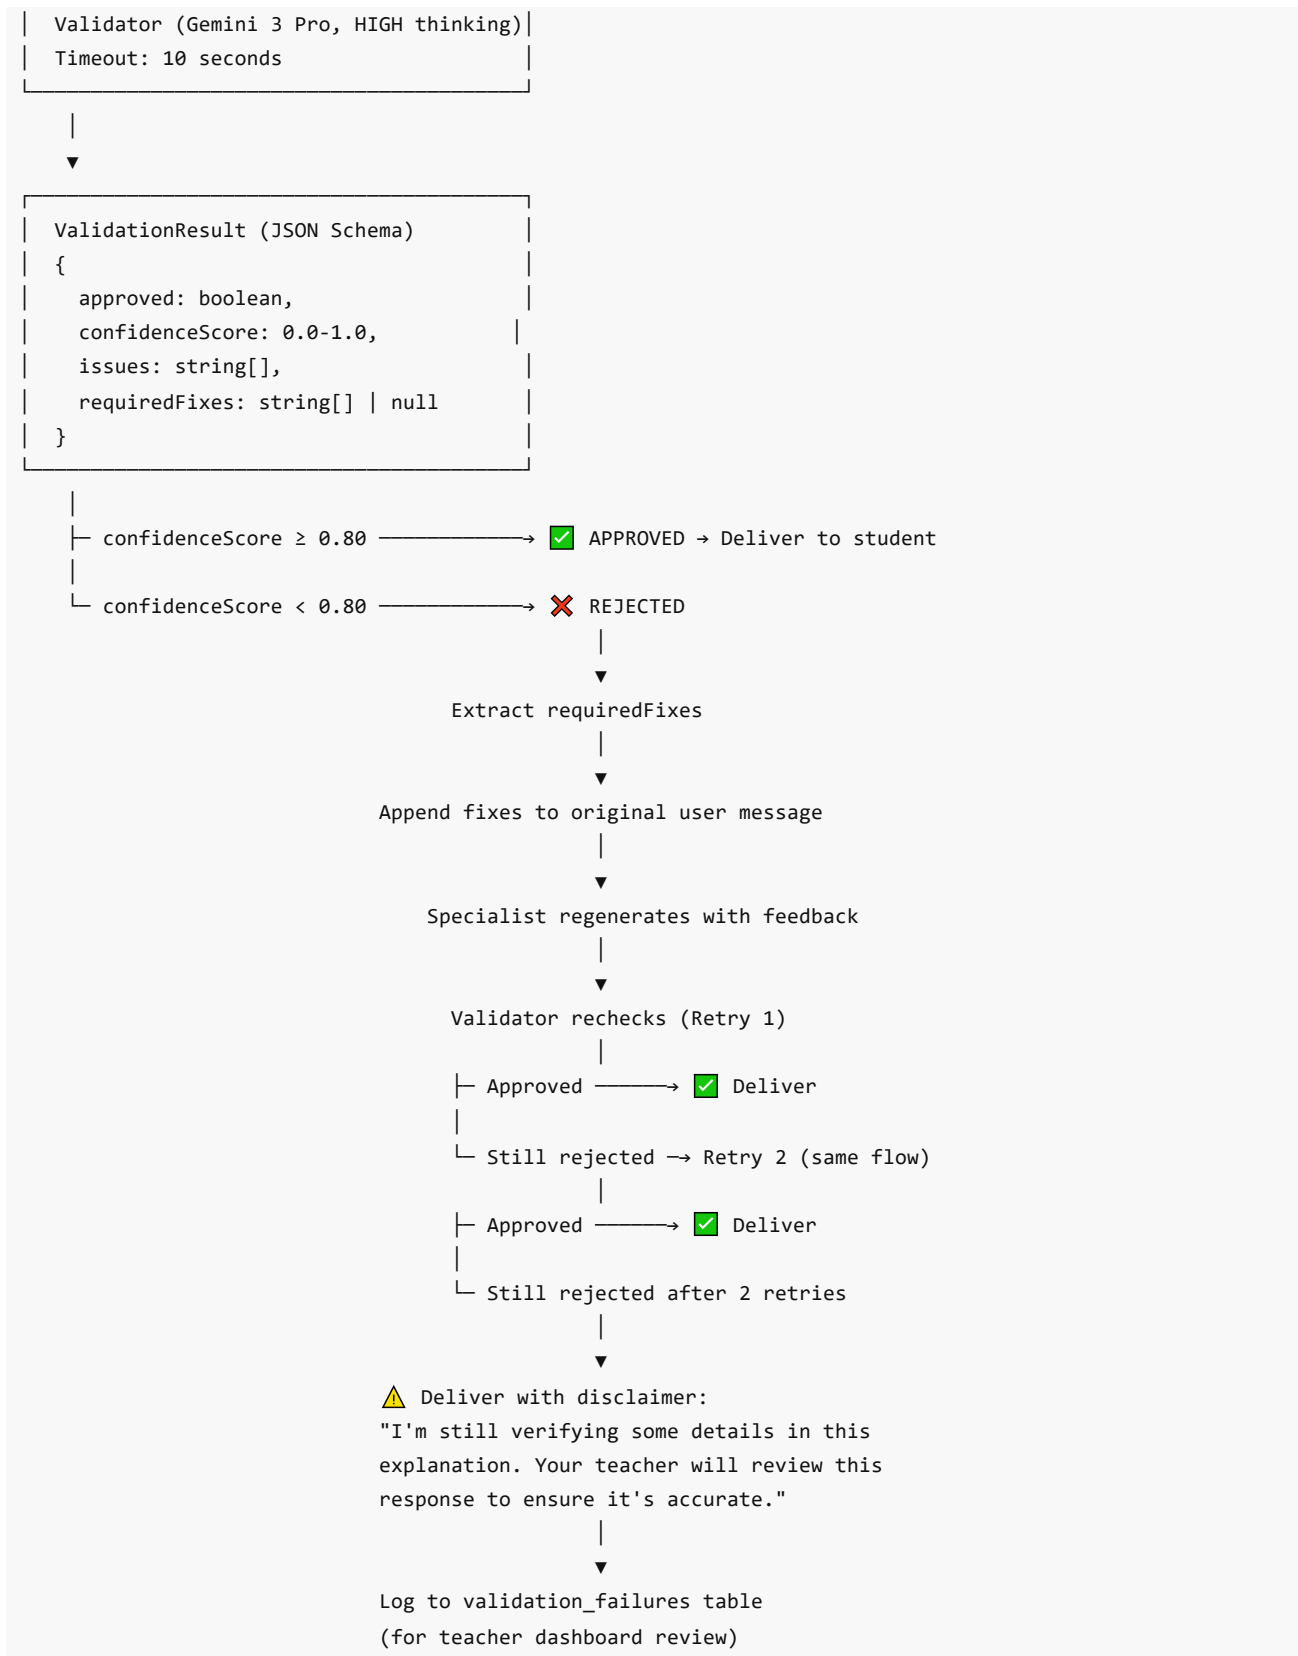 Validator (Gemini 3 Pro, HIGH thinking)
Timeout: 10 seconds
ValidationResult (JSON Schema)
{
approved: boolean,
confidenceScore: 0.0-1.0,
issues: string[],
requiredFixes: string[] | null
}
confidenceScore ≥ 0.80 ────────────→ ✅ APPROVED → Deliver to student
confidenceScore < 0.80 ────────────→ ❌ REJECTED
Extract requiredFixes
Append fixes to original user message
Specialist regenerates with feedback
Validator rechecks (Retry 1)
Approved ──────→ ✅ Deliver
Still rejected ─→ Retry 2 (same flow)
Approved ──────→ ✅ Deliver
Still rejected after 2 retries
⚠️ Deliver with disclaimer:
"I'm still verifying some details in this
explanation. Your teacher will review this
response to ensure it's accurate."
Log to validation_failures table
(for teacher dashboard review)